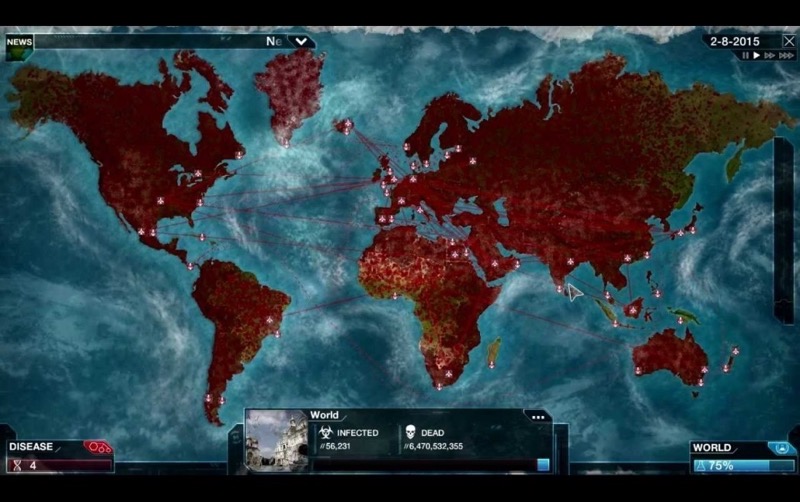 NEWS
Ne
2-8-2015
World
INFECTED
DEAD
//56,231
//6,470,532,355
DISEASE
4
WORLD
75%